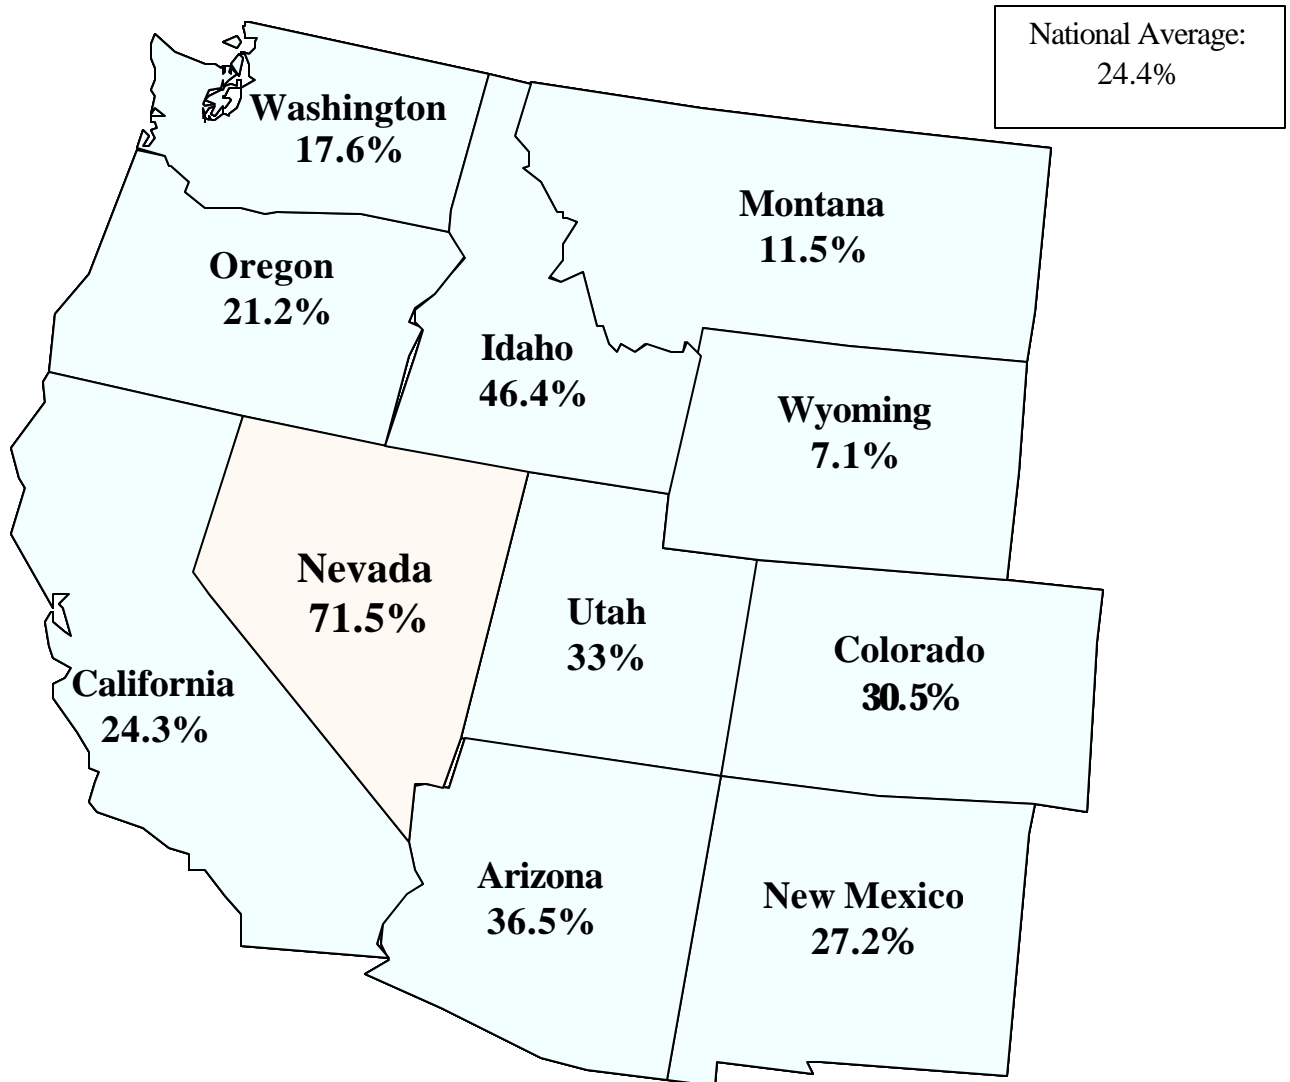 National Average:
24.4%
Washington
17.6%
Montana
11.5%
Oregon
21.2%
Idaho
46.4%
Wyoming
7.1%
Nevada
71.5%
Utah
33%
Colorado
30.5%
California
24.3%
Arizona
36.5%
New Mexico
27.2%